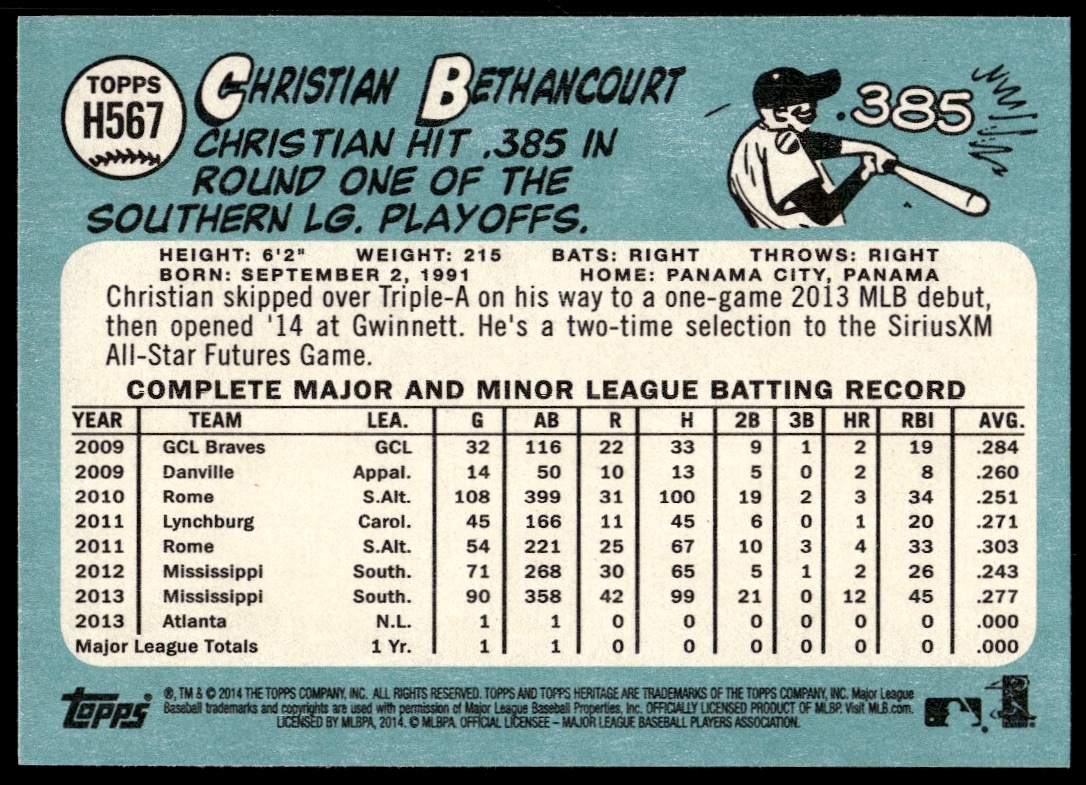 TOPPS
H567
CHRISTIAN BETHANCOURT
CHRISTIAN HIT .385 IN
ROUND ONE OF THE
SOUTHERN LG. PLAYOFFS.
.385
HEIGHT: 6'2" WEIGHT: 215 BATS: RIGHT THROWS: RIGHT
BORN: SEPTEMBER 2, 1991 HOME: PANAMA CITY, PANAMA
Christian skipped over Triple-A on his way to a one-game 2013 MLB debut,
then opened '14 at Gwinnett. He's a two-time selection to the SiriusXM
All-Star Futures Game.
COMPLETE MAJOR AND MINOR LEAGUE BATTING RECORD
YEAR TEAM LEA. G AB R H 2B 3B HR RBI AVG.
2009 GCL Braves GCL 32 116 22 33 9 1 2 19 .284
2009 Danville Appal. 14 50 10 13 5 0 2 8 .260
2010 Rome S.Alt. 108 399 31 100 19 2 3 34 .251
2011 Lynchburg Carol. 45 166 11 45 6 0 1 20 .271
2011 Rome S.Alt. 54 221 25 67 10 3 4 33 .303
2012 Mississippi South. 71 268 30 65 5 1 2 26 .243
2013 Mississippi South. 90 358 42 99 21 0 12 45 .277
2013 Atlanta N.L. 1 1 0 0 0 0 0 0 .000
Major League Totals 1 Yr. 1 1 0 0 0 0 0 0 .000
topps ®
®, TM & © 2014 THE TOPPS COMPANY, INC. ALL RIGHTS RESERVED. TOPPS AND TOPPS HERITAGE ARE TRADEMARKS OF THE TOPPS COMPANY, INC. Major League
Baseball trademarks and copyrights are used with permission of Major League Baseball Properties, Inc. OFFICIALLY LICENSED PRODUCT OF MLBP. Visit MLB.com.
LICENSED BY MLBPA, 2014. © MLBPA. OFFICIAL LICENSEE – MAJOR LEAGUE BASEBALL PLAYERS ASSOCIATION.